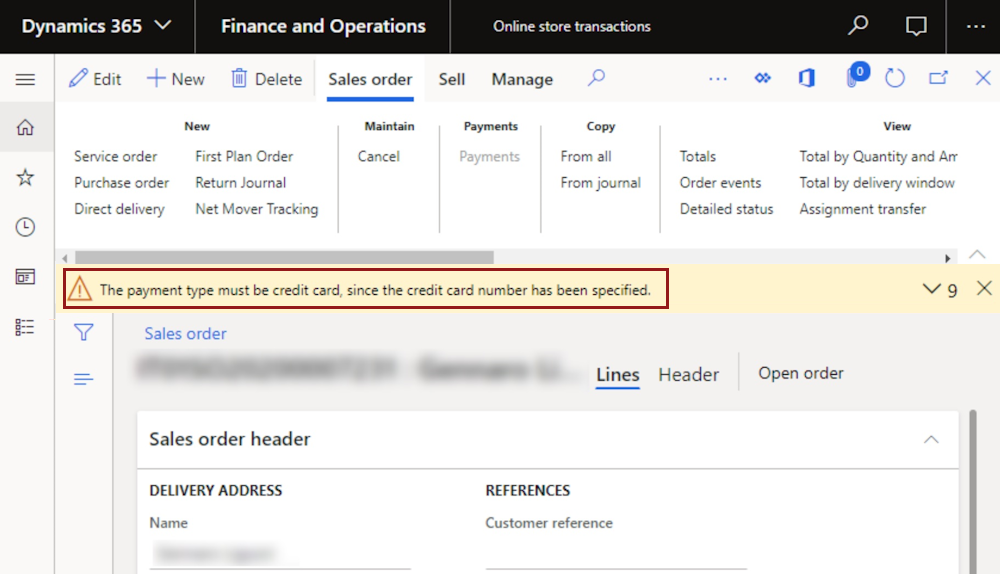 Dynamics 365 Finance and Operations Online store transactions
Edit New Delete Sales order Sell Manage 0
New Maintain Payments Copy View
Service order First Plan Order Cancel Payments From all Totals Total by Quantity and Am
Purchase order Return Journal From journal Order events Total by delivery window
Direct delivery Net Mover Tracking Detailed status Assignment transfer
The payment type must be credit card, since the credit card number has been specified. 9
Sales order
Lines Header Open order
Sales order header
DELIVERY ADDRESS REFERENCES
Name Customer reference